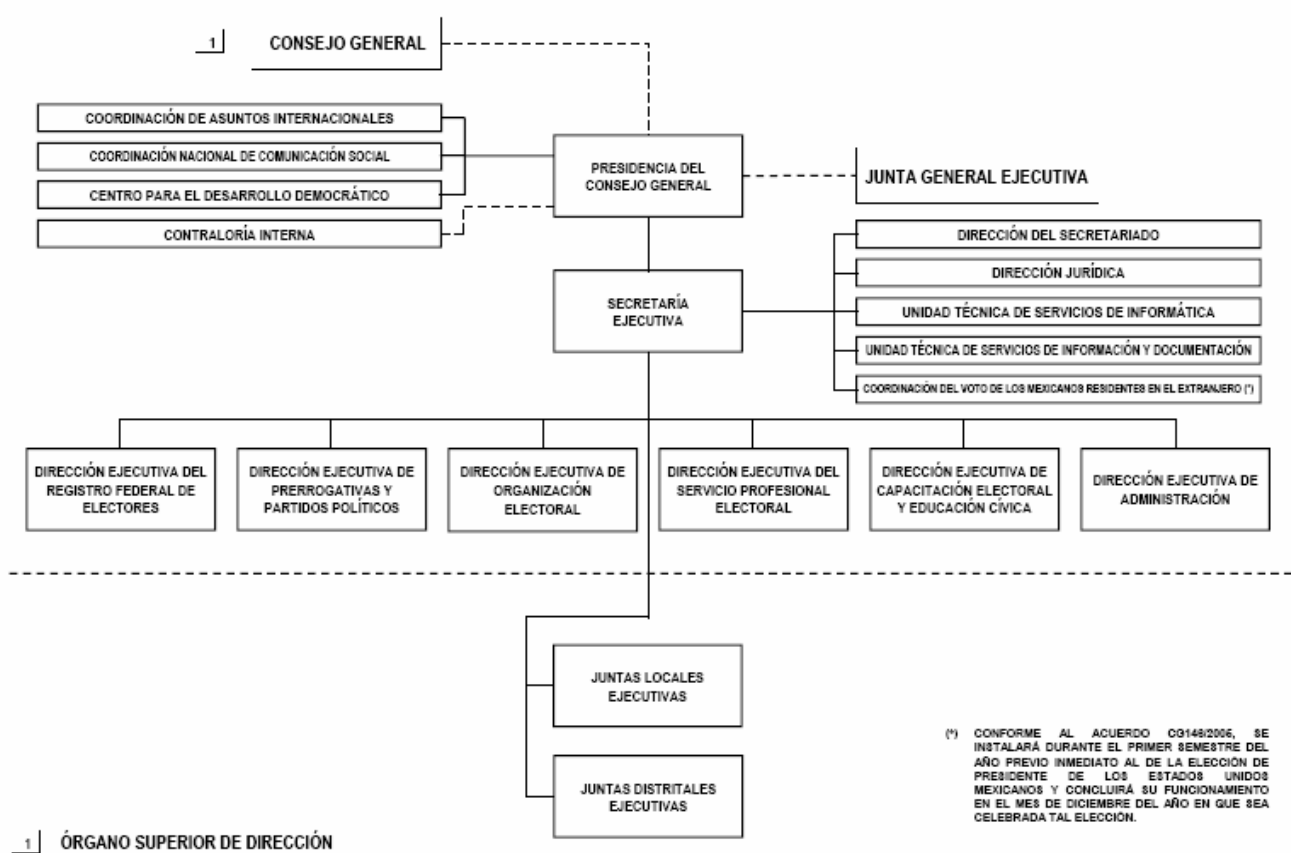 1
CONSEJO GENERAL
COORDINACIÓN DE ASUNTOS INTERNACIONALES
COORDINACIÓN NACIONAL DE COMUNICACIÓN SOCIAL
CENTRO PARA EL DESARROLLO DEMOCRÁTICO
CONTRALORÍA INTERNA
PRESIDENCIA DEL
CONSEJO GENERAL
JUNTA GENERAL EJECUTIVA
SECRETARÍA
EJECUTIVA
DIRECCIÓN DEL SECRETARIADO
DIRECCIÓN JURÍDICA
UNIDAD TÉCNICA DE SERVICIOS DE INFORMÁTICA
UNIDAD TÉCNICA DE SERVICIOS DE INFORMACIÓN Y DOCUMENTACIÓN
COORDINACIÓN DEL VOTO DE LOS MEXICANOS RESIDENTES EN EL EXTRANJERO (*)
DIRECCIÓN EJECUTIVA DEL
REGISTRO FEDERAL DE
ELECTORES
DIRECCIÓN EJECUTIVA DE
PRERROGATIVAS Y
PARTIDOS POLÍTICOS
DIRECCIÓN EJECUTIVA DE
ORGANIZACIÓN
ELECTORAL
DIRECCIÓN EJECUTIVA DEL
SERVICIO PROFESIONAL
ELECTORAL
DIRECCIÓN EJECUTIVA DE
CAPACITACIÓN ELECTORAL
Y EDUCACIÓN CÍVICA
DIRECCIÓN EJECUTIVA DE
ADMINISTRACIÓN
JUNTAS LOCALES
EJECUTIVAS
JUNTAS DISTRITALES
EJECUTIVAS
(*) CONFORME AL ACUERDO CG146/2005, SE
INSTALARÁ DURANTE EL PRIMER SEMESTRE DEL
AÑO PREVIO INMEDIATO AL DE LA ELECCIÓN DE
PRESIDENTE DE LOS ESTADOS UNIDOS
MEXICANOS Y CONCLUIRÁ SU FUNCIONAMIENTO
EN EL MES DE DICIEMBRE DEL AÑO EN QUE SEA
CELEBRADA TAL ELECCIÓN.
1 ÓRGANO SUPERIOR DE DIRECCIÓN